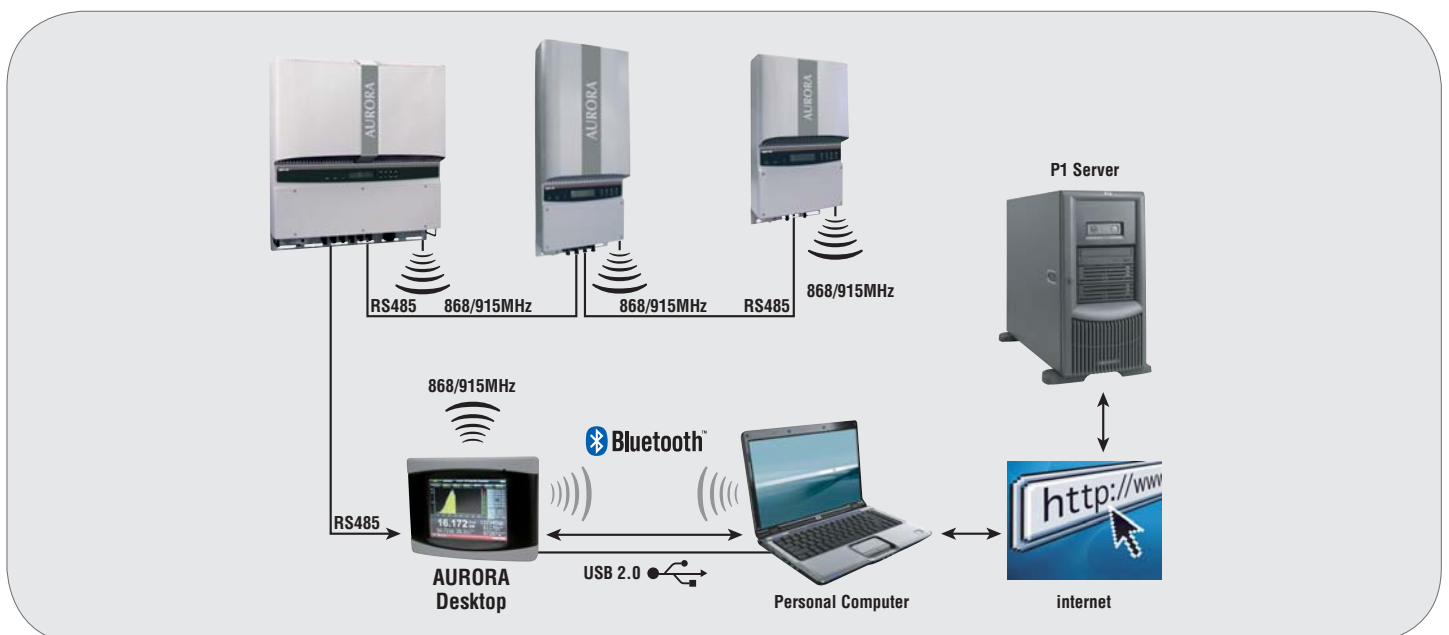 AURORA
AURORA
AURORA
P1 Server
RS485
868/915MHz
868/915MHz
RS485
868/915MHz
868/915MHz
Bluetooth™
http://www
16.172
RS485
USB 2.0
AURORA
Desktop
Personal Computer
internet